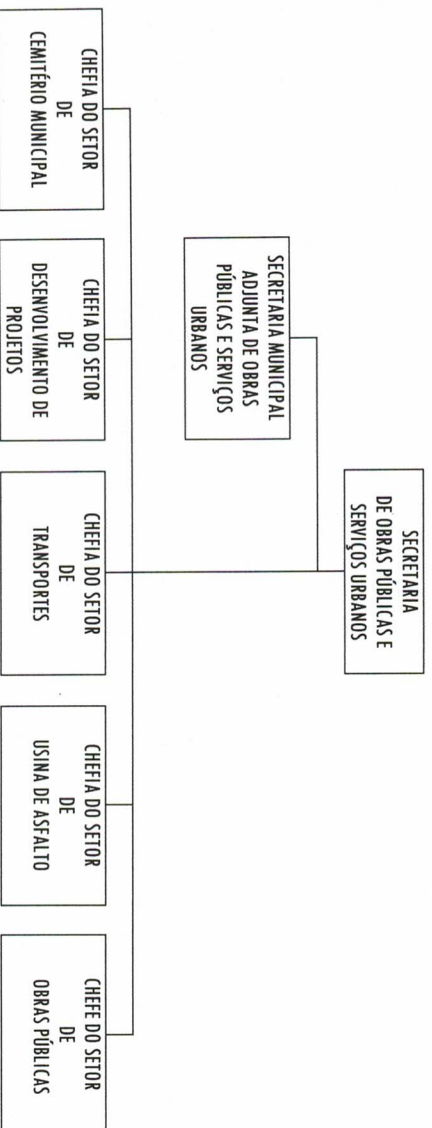 SECRETARIA
DE OBRAS PÚBLICAS E
SERVIÇOS URBANOS
SECRETARIA MUNICIPAL
ADJUNTA DE OBRAS
PÚBLICAS E SERVIÇOS
URBANOS
CHEFIA DO SETOR
DE
CEMITÉRIO MUNICIPAL
CHEFIA DO SETOR
DE
DESENVOLVIMENTO DE
PROJETOS
CHEFIA DO SETOR
DE
TRANSPORTES
CHEFIA DO SETOR
DE
USINA DE ASFALTO
CHEFE DO SETOR
DE
OBRAS PÚBLICAS